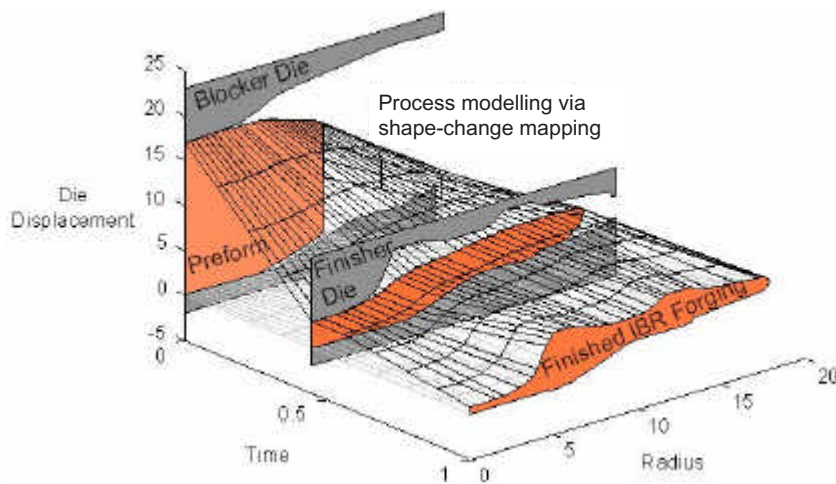 25
Blocker Die
20
Process modelling via
shape-change mapping
15
Die
Displacement
10
5
Preform
Finisher
Die
0
-5
0
Finished IBR Forging
20
15
0.5
10
Time
5
Radius
1
0